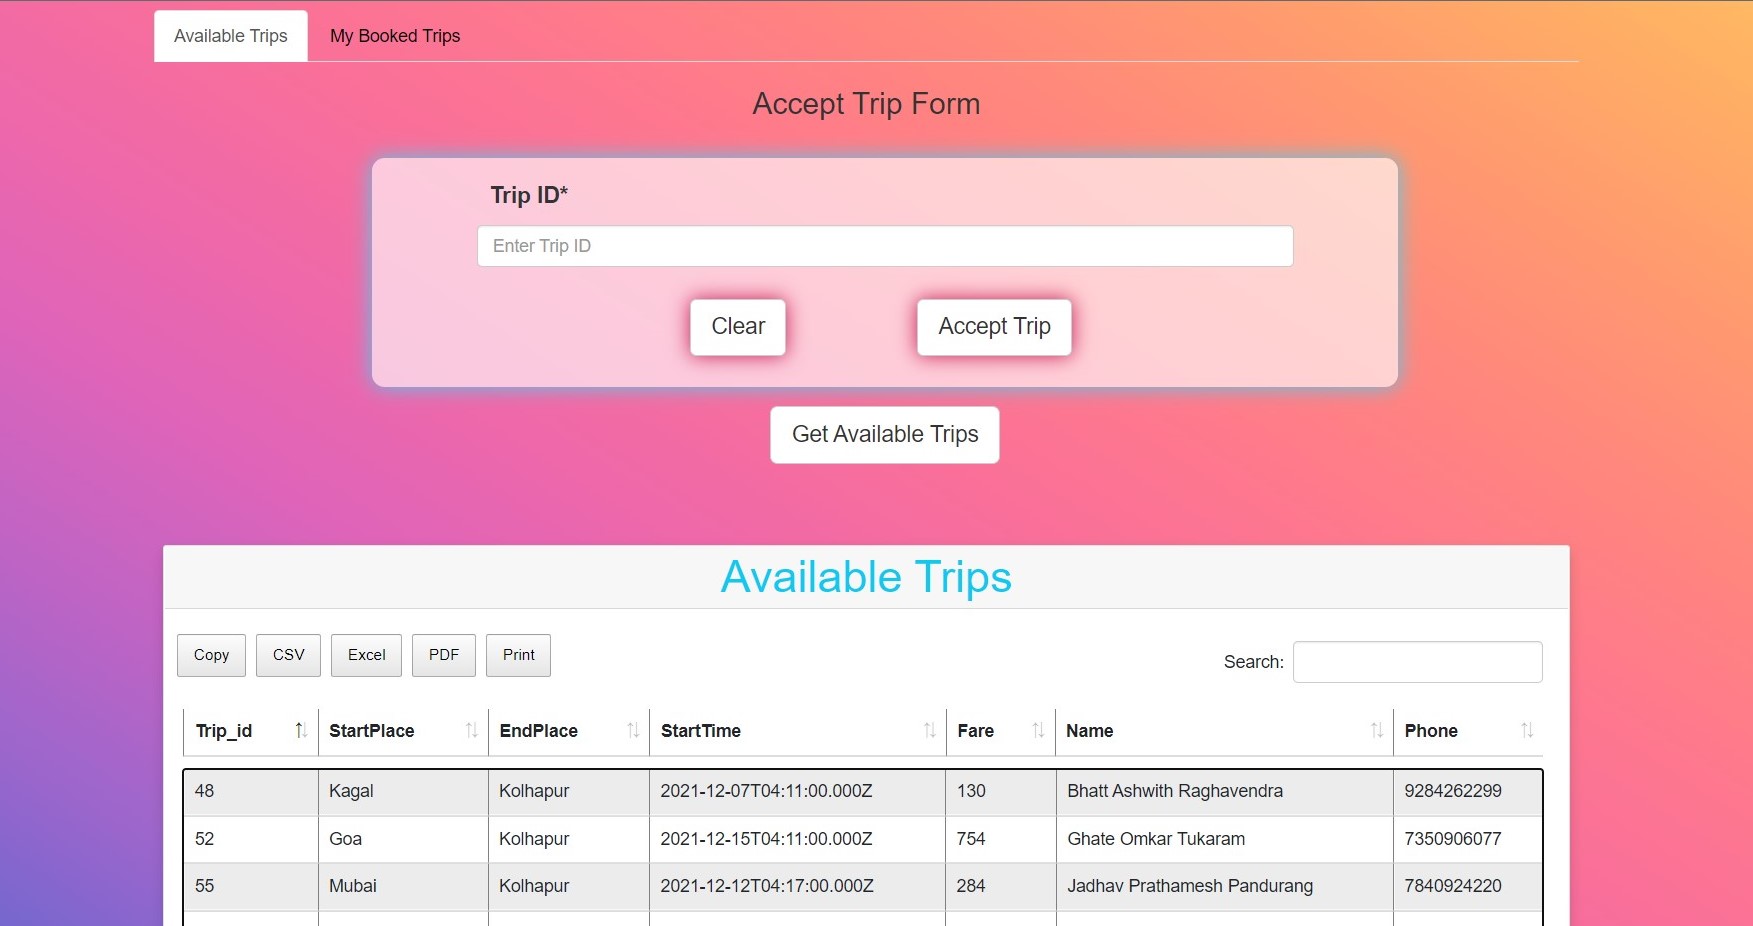 Available Trips My Booked Trips
Accept Trip Form
Trip ID*
Enter Trip ID
Clear Accept Trip
Get Available Trips
Available Trips
Copy CSV Excel PDF Print Search:
Trip_id StartPlace EndPlace StartTime Fare Name Phone
48 Kagal Kolhapur 2021-12-07T04:11:00.000Z 130 Bhatt Ashwith Raghavendra 9284262299
52 Goa Kolhapur 2021-12-15T04:11:00.000Z 754 Ghate Omkar Tukaram 7350906077
55 Mubai Kolhapur 2021-12-12T04:17:00.000Z 284 Jadhav Prathamesh Pandurang 7840924220